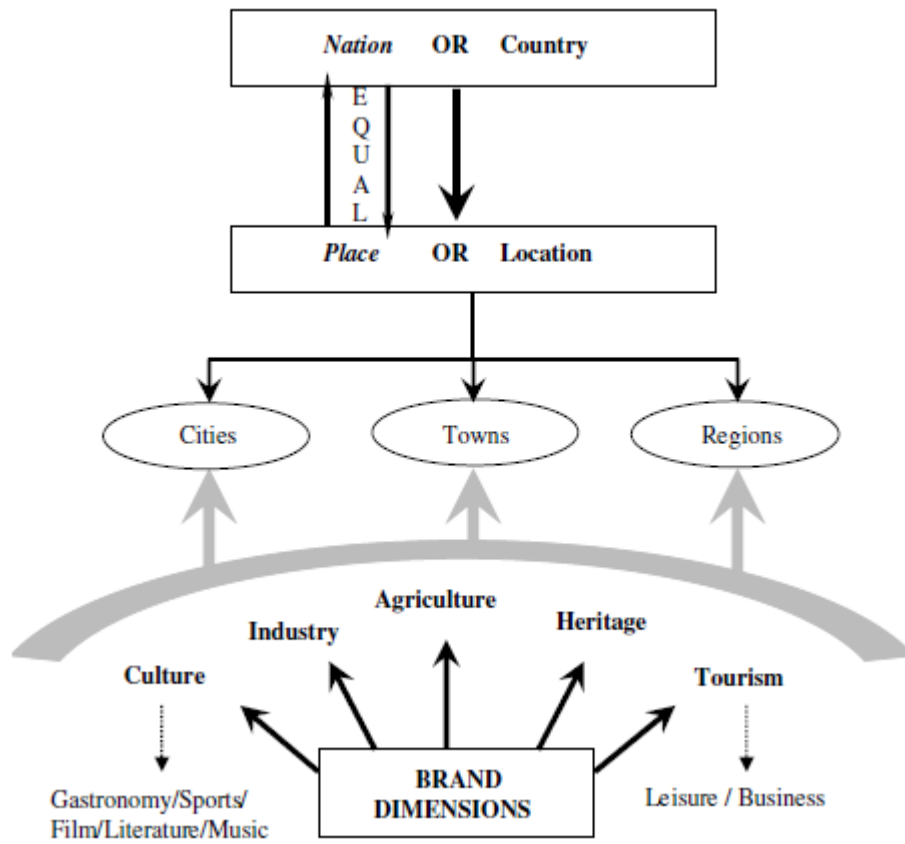 Nation OR Country
EQUAL
Place OR Location
Cities
Towns
Regions
Agriculture
Industry
Heritage
Culture
Tourism
BRAND
DIMENSIONS
Gastronomy/Sports/
Film/Literature/Music
Leisure / Business